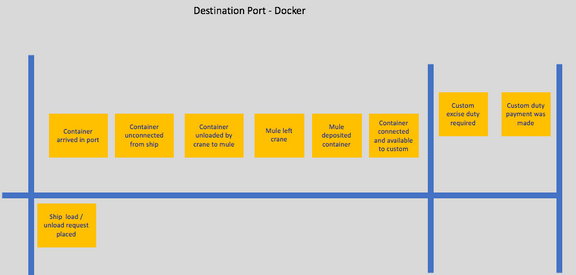 Destination Port - Docker
Container
arrived in port
Container
unconnected
from ship
Container
unloaded by
crane to mule
Mule left
crane
Mule
deposited
container
Container
connected
and available
to custom
Custom
excise duty
required
Custom duty
payment was
made
Ship load /
unload request
placed